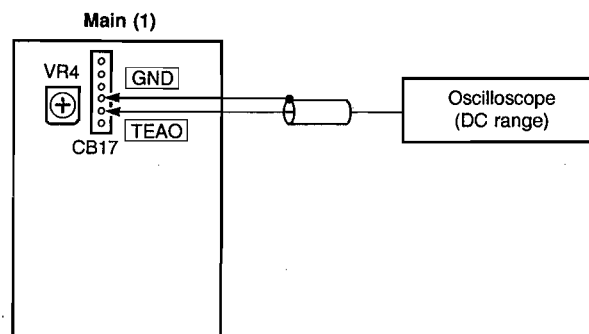 Main (1)
VR4
GND
TEAO
CB17
Oscilloscope
(DC range)